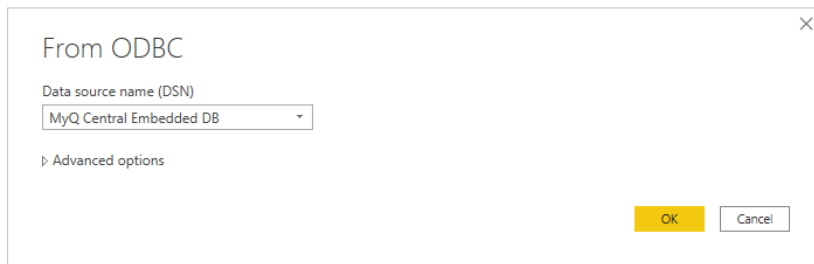 From ODBC
Data source name (DSN)
MyQ Central Embedded DB
Advanced options
OK Cancel